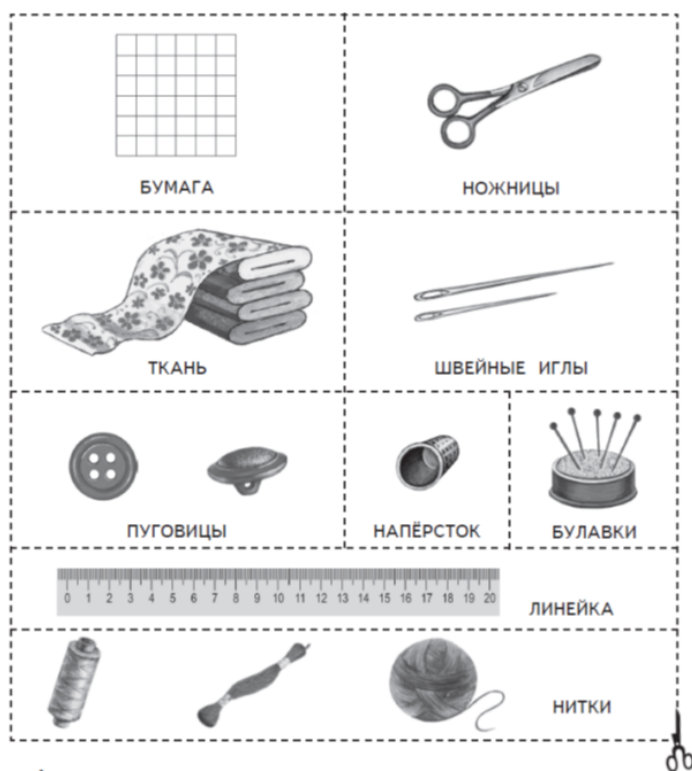 БУМАГА
НОЖНИЦЫ
ТКАНЬ
ШВЕЙНЫЕ ИГЛЫ
ПУГОВИЦЫ
НАПЁРСТОК
БУЛАВКИ
0 1 2 3 4 5 6 7 8 9 10 11 12 13 14 15 16 17 18 19 20
ЛИНЕЙКА
НИТКИ